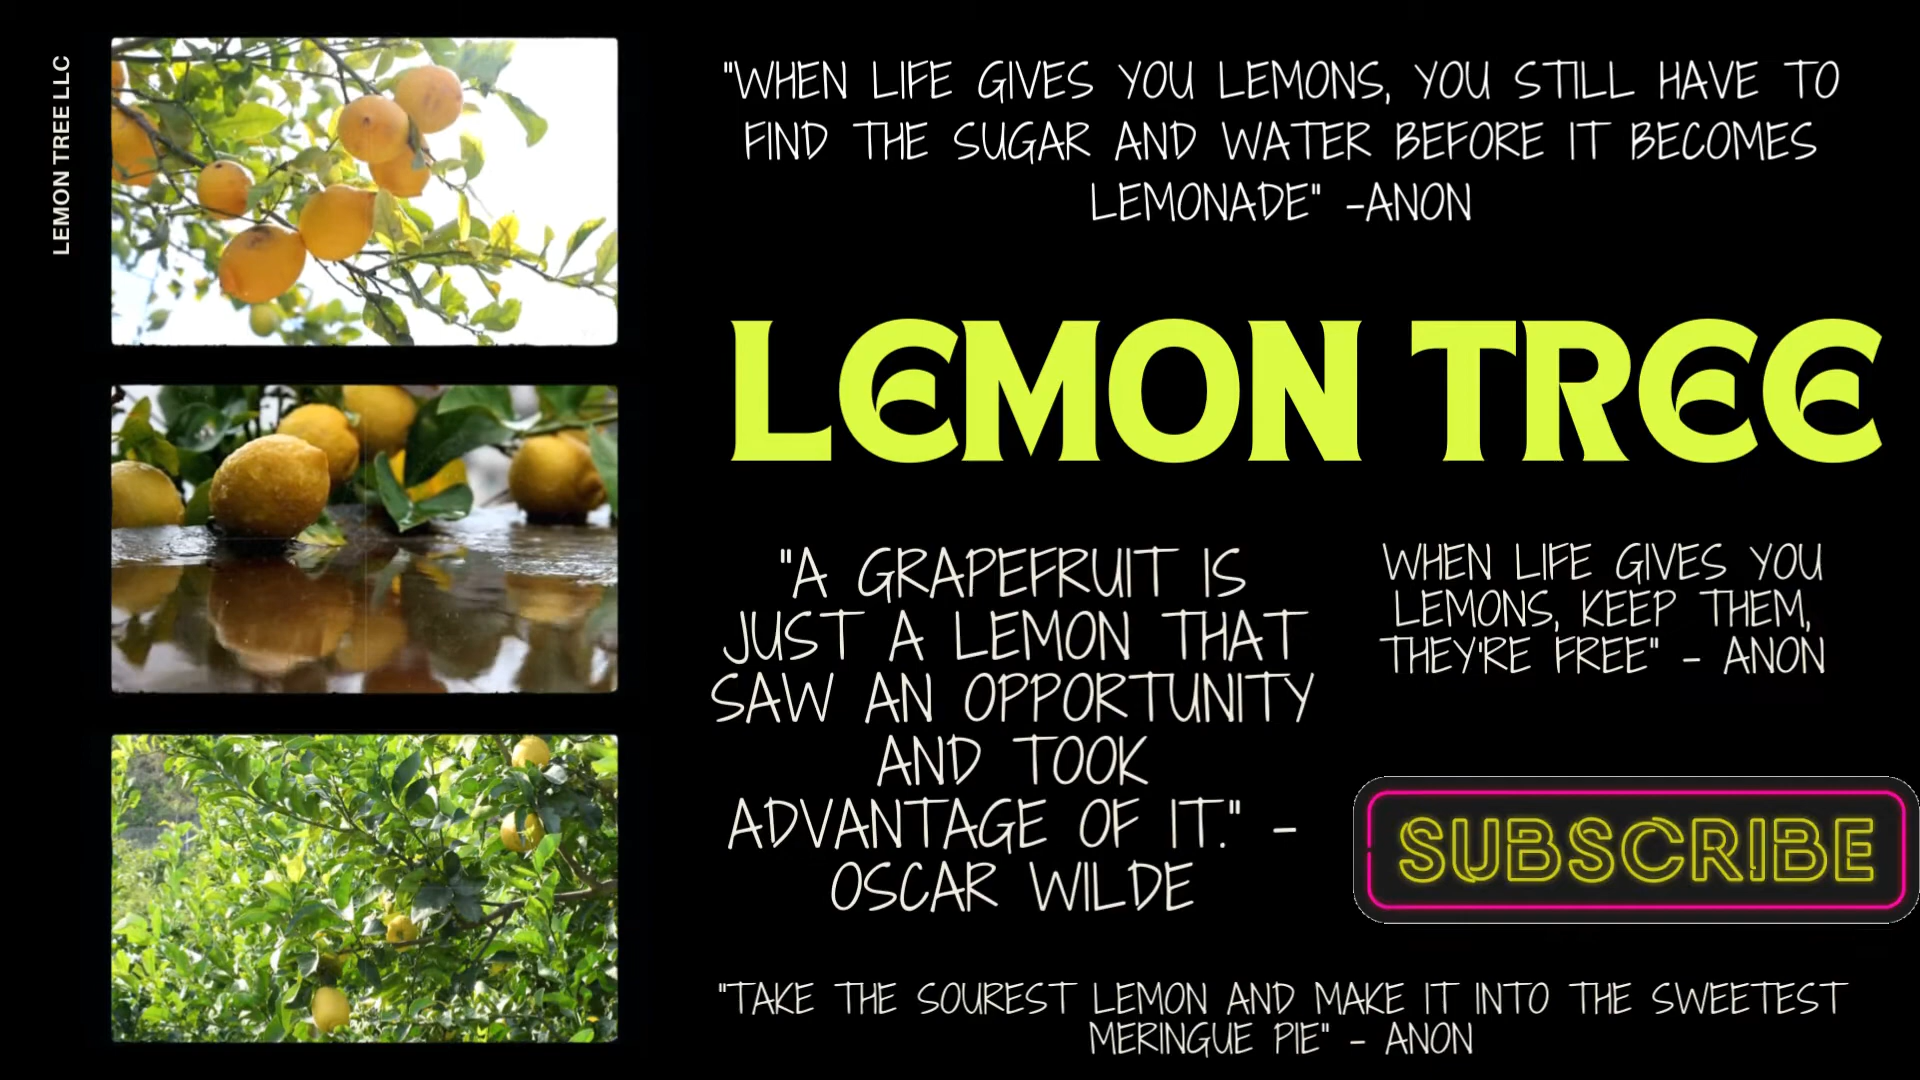 LEMON TREE LLC
"WHEN LIFE GIVES YOU LEMONS, YOU STILL HAVE TO
FIND THE SUGAR AND WATER BEFORE IT BECOMES
LEMONADE" -ANON
LEMON TREE
"A GRAPEFRUIT IS
JUST A LEMON THAT
SAW AN OPPORTUNITY
AND TOOK
ADVANTAGE OF IT." -
OSCAR WILDE
WHEN LIFE GIVES YOU
LEMONS, KEEP THEM,
THEY'RE FREE" - ANON
SUBSCRIBE
"TAKE THE SOUREST LEMON AND MAKE IT INTO THE SWEETEST
MERINGUE PIE" - ANON